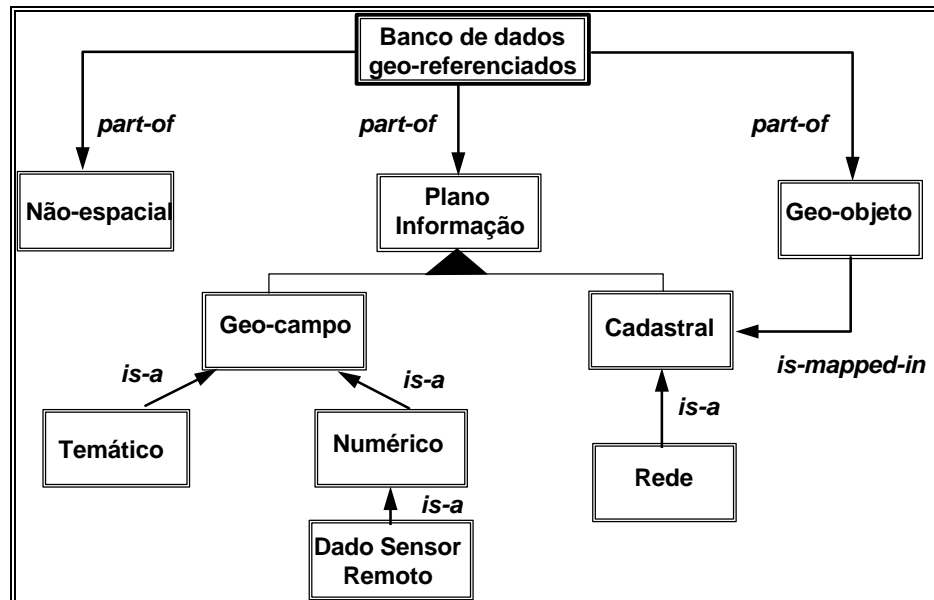 Banco de dados
geo-referenciados
part-of
part-of
part-of
Não-espacial
Plano
Informação
Geo-objeto
Geo-campo
Cadastral
is-mapped-in
is-a
is-a
is-a
Temático
Numérico
Rede
is-a
Dado Sensor
Remoto